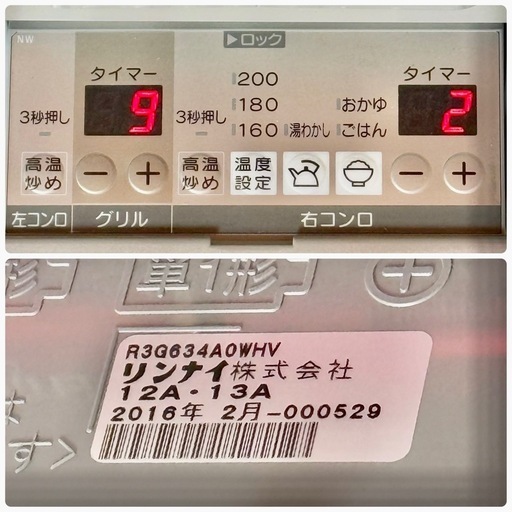 NW
▶ロック
タイマー
9
3秒押し
高温
炒め
－
＋
3秒押し
高温
炒め
200
180
160
温度
設定
湯わかし
おかゆ
ごはん
タイマー
2
－
＋
左コンロ
グリル
右コンロ
単1形
＋
R3G634A0WHV
リンナイ株式会社
12A・13A
2016年 2月-000529
す>